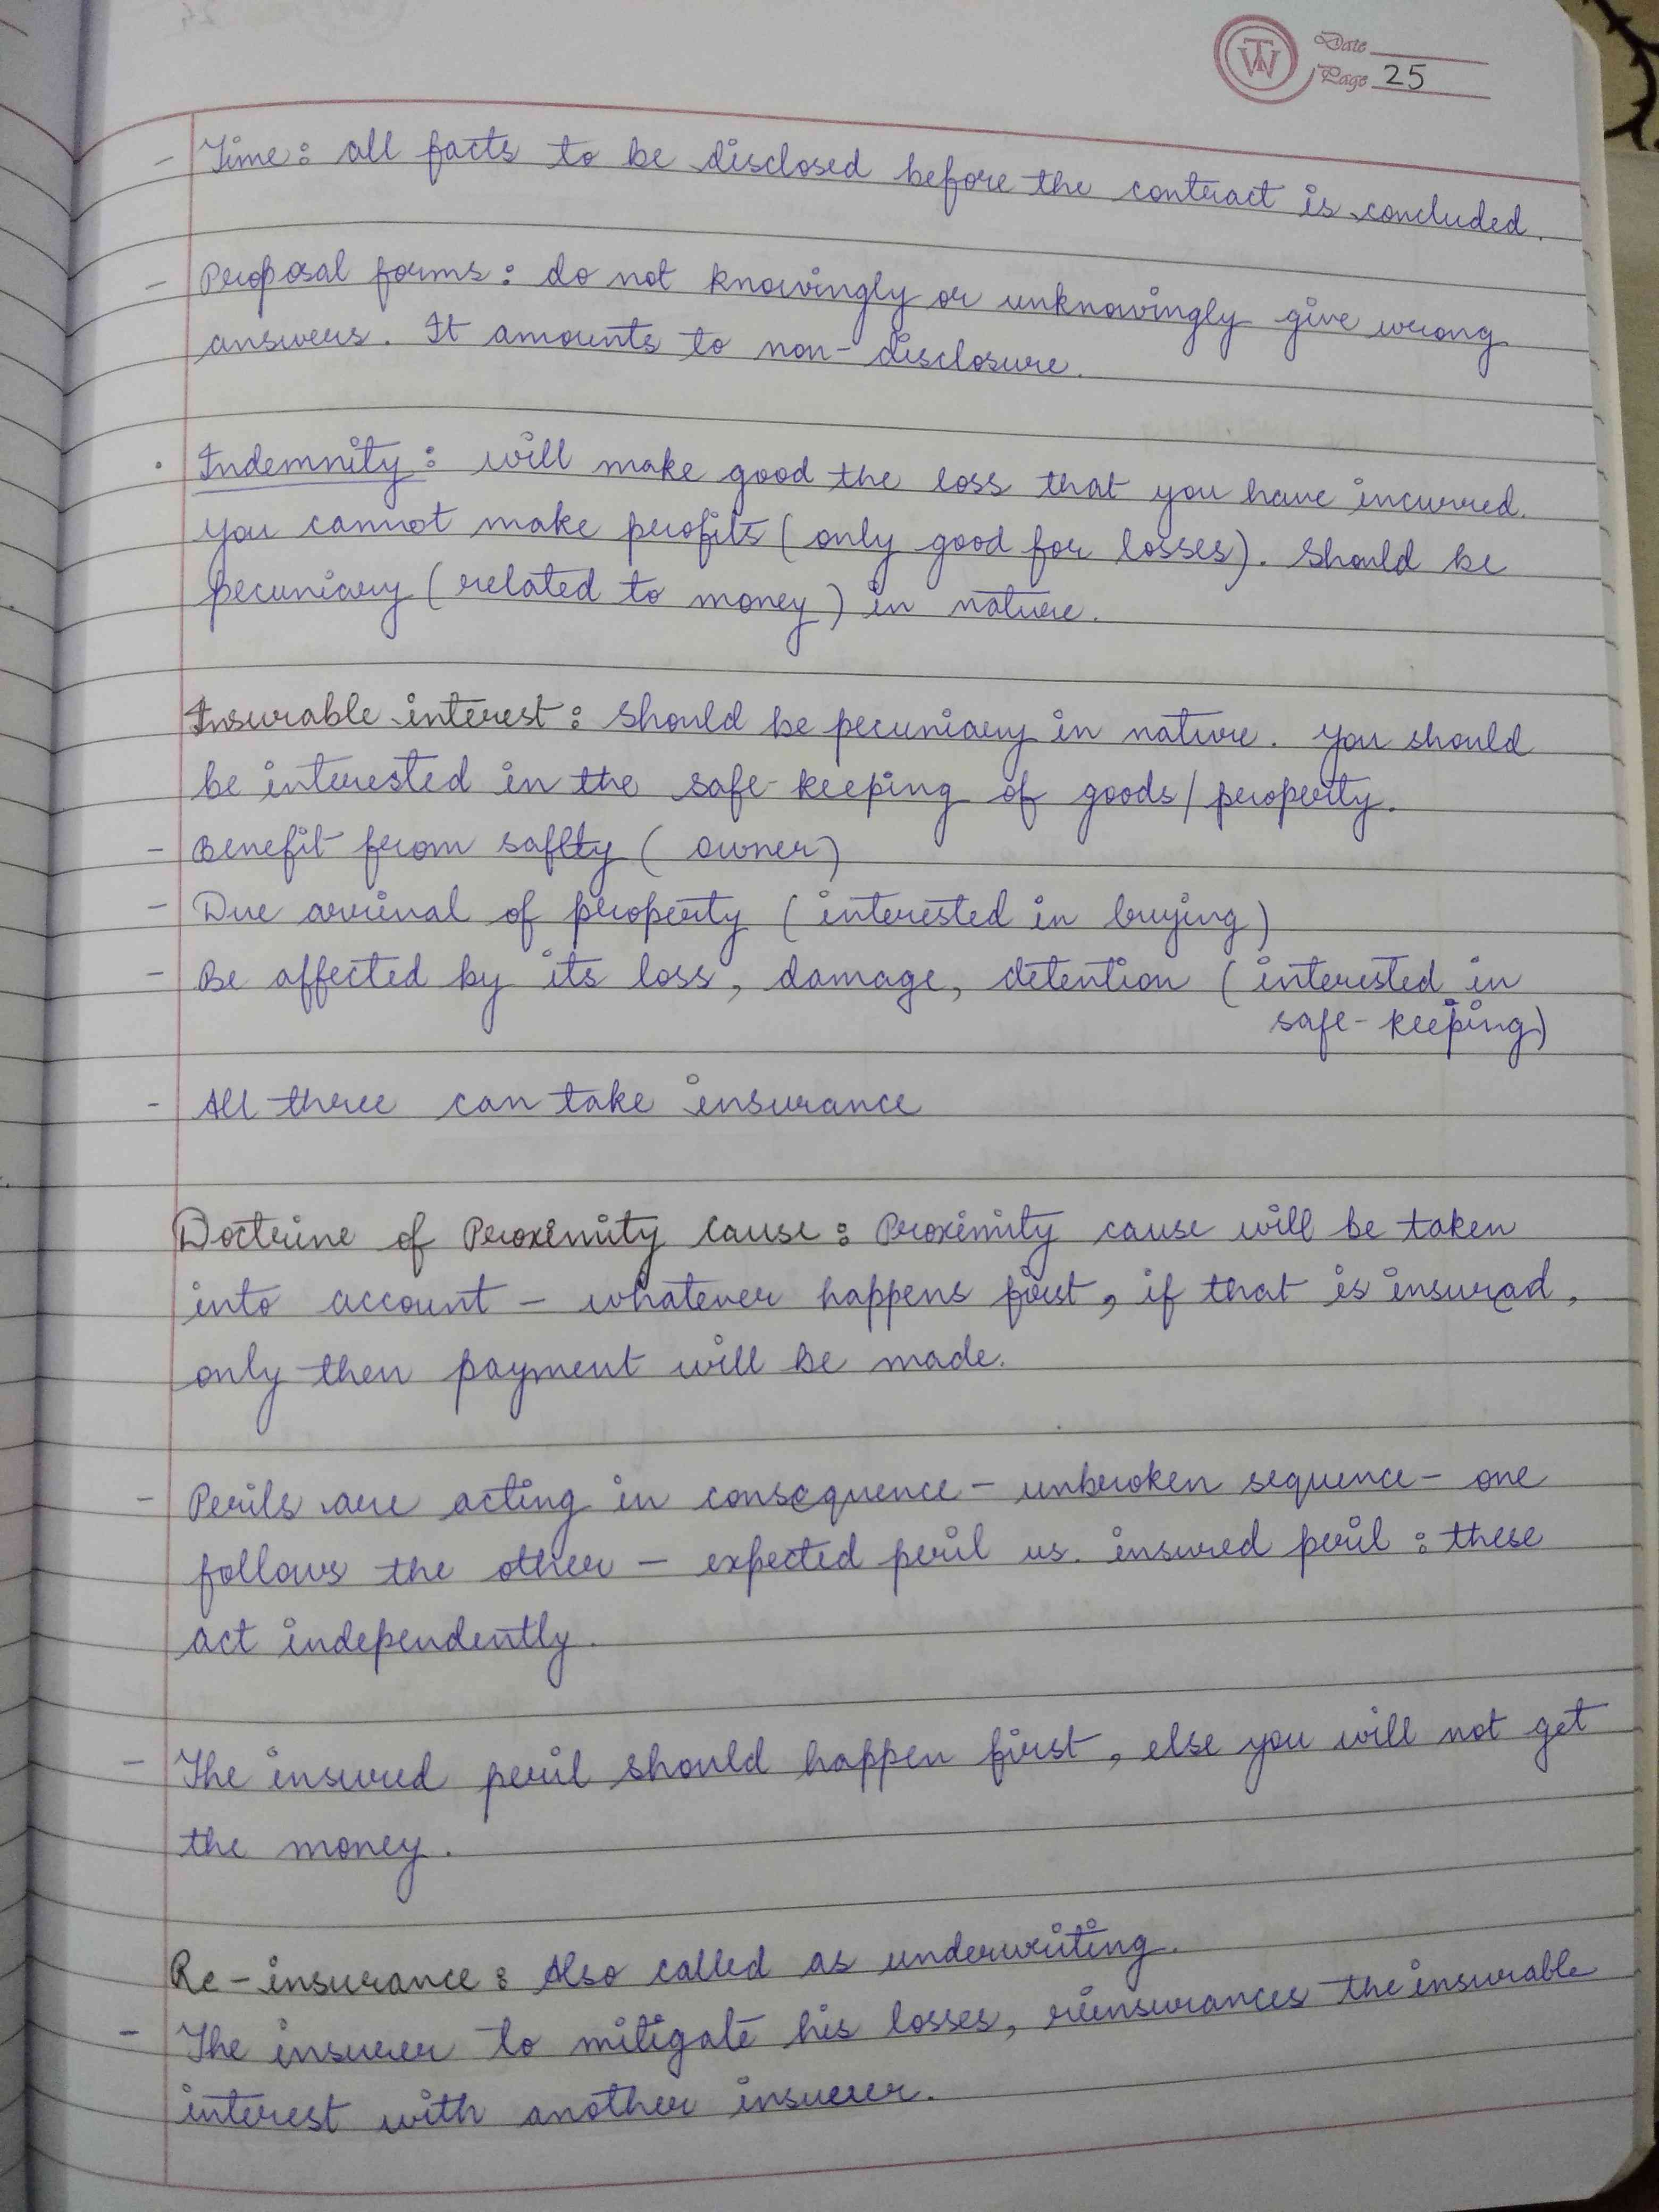 TW
Date
Page 25
- Time: all facts to be disclosed before the contract is concluded.
- Proposal forms: do not knowingly or unknowingly give wrong
answers. It amounts to non-disclosure.
· Indemnity: will make good the loss that you have incurred.
you cannot make profits (only good for losses). Should be
pecuniary (related to money) in nature.
Insurable interest: should be pecuniary in nature. you should
be interested in the safe-keeping of goods/property.
- Benefit from saftty (owner)
- Due arrival of property (interested in buying)
- Be affected by its loss, damage, detention (interested in
safe-keeping)
- All three can take insurance
Doctrine of Proximity cause: Proximity cause will be taken
into account - whatever happens first, if that is insurad,
only then payment will be made.
- Perils are acting in consequence - unbroken sequence - one
follows the other - expected peril vs. insured peril: these
act independently.
- The insured peril should happen first, else you will not get
the money.
Re-insurance: Also called as underwriting.
- The insurer to mitigate his losses, reinsurances the insurable
interest with another insurer.